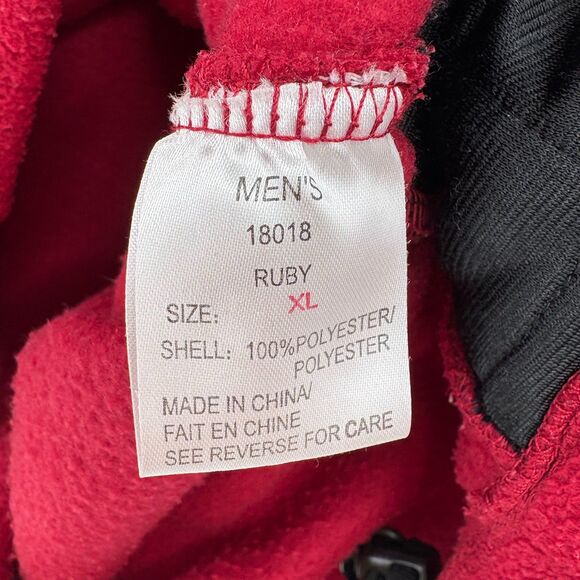 MEN'S
18018
RUBY
SIZE: XL
SHELL: 100%POLYESTER/
POLYESTER
MADE IN CHINA/
FAIT EN CHINE
SEE REVERSE FOR CARE